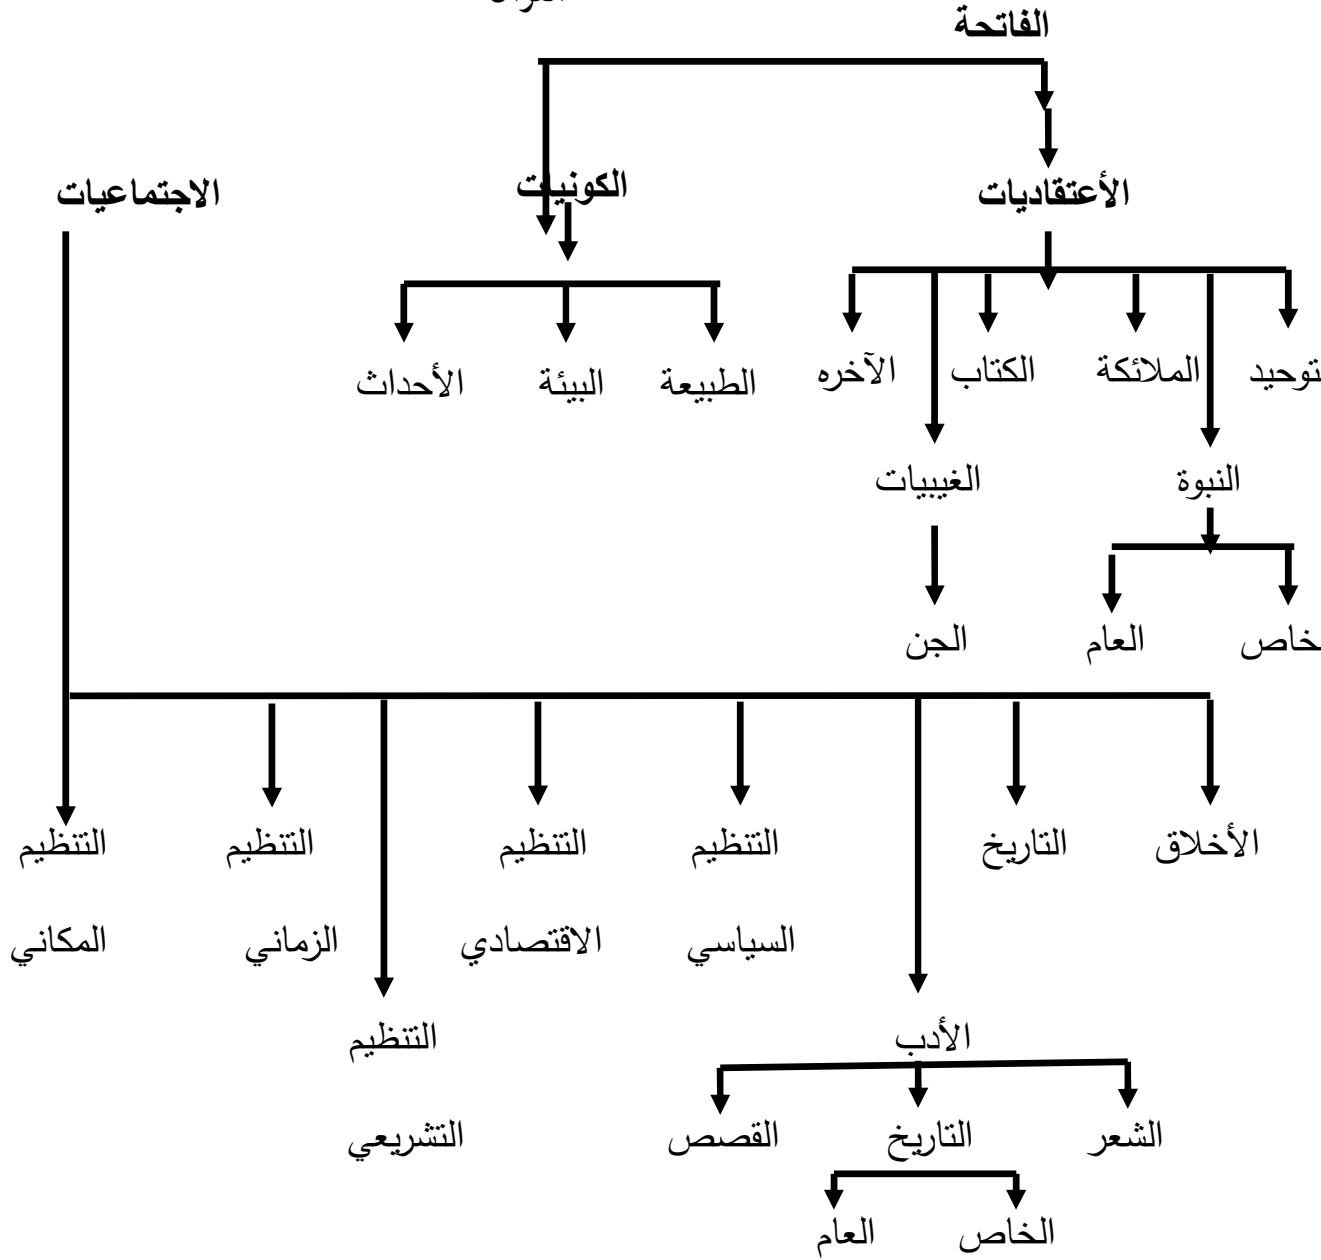 الفاتحة
الأعتقاديات الكونيات الاجتماعيات
توحيد الملائكة الكتاب الآخره
الطبيعة البيئة الأحداث
النبوة الغيبيات
خاص العام الجن
الأخلاق التاريخ التنظيم التنظيم التنظيم التنظيم
السياسي الاقتصادي الزماني المكاني
الأدب التنظيم
الشعر التاريخ القصص التشريعي
الخاص العام